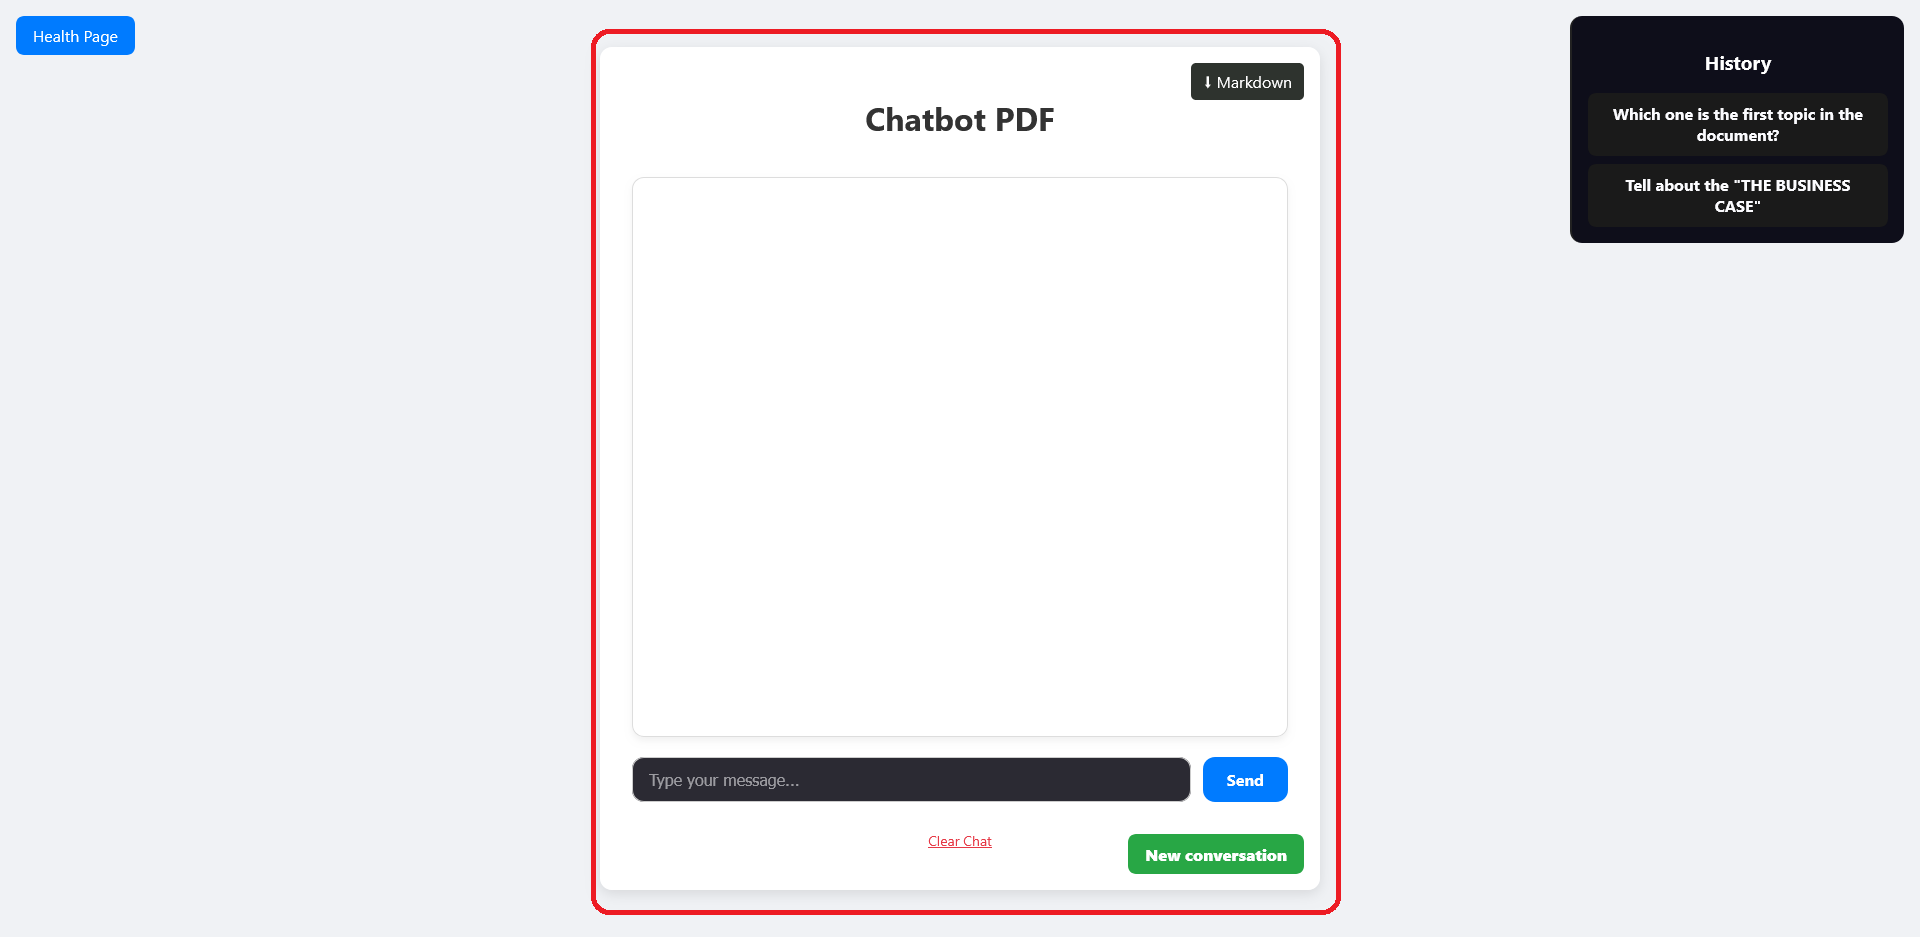 Health Page
⬇ Markdown
Chatbot PDF
Type your message...
Send
Clear Chat
New conversation
History
Which one is the first topic in the
document?
Tell about the "THE BUSINESS
CASE"